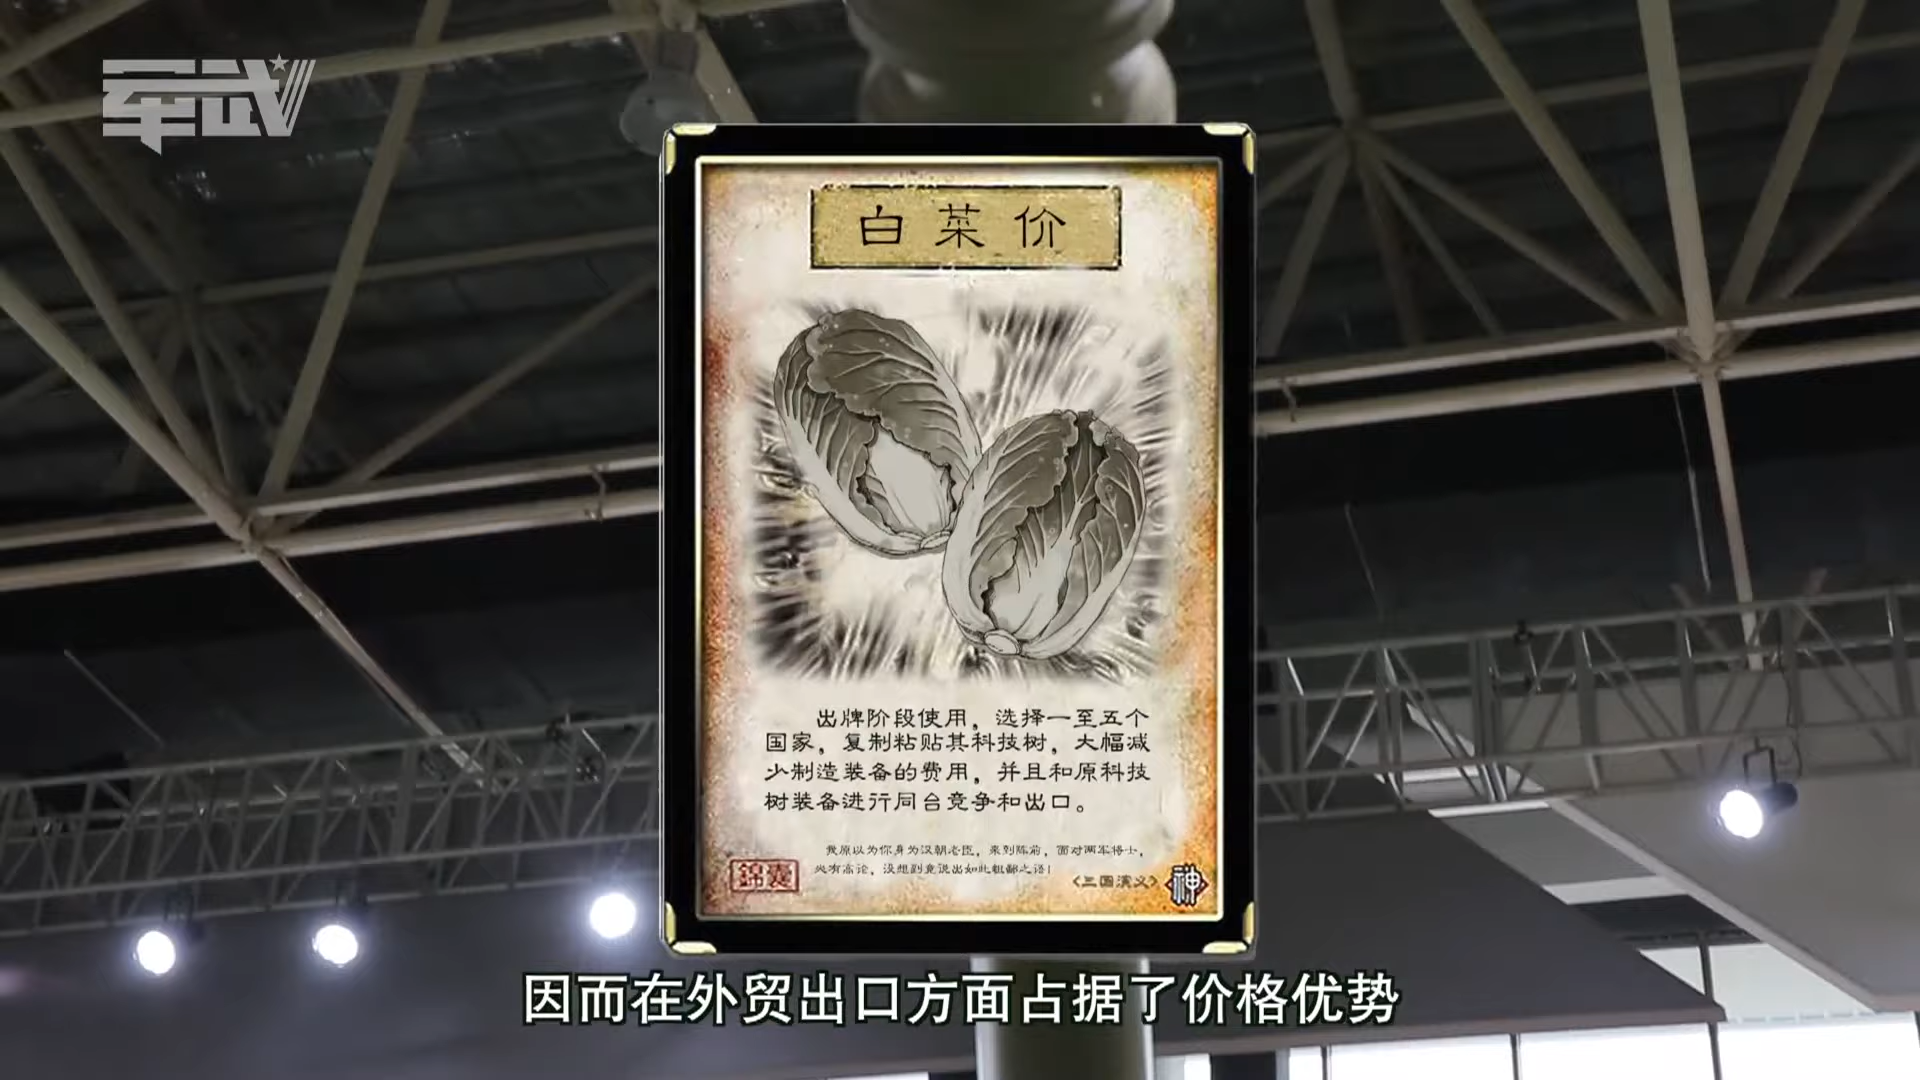 军武
白菜价
出牌阶段使用，选择一至五个
国家，复制粘贴其科技树，大幅减
少制造装备的费用，并且和原科技
树装备进行同台竞争和出口。
我原以为你身为汉朝老臣，来到阵前，面对两军将士，
必有高论，没想到竟说出如此粗鄙之语！
《三国演义》
錦囊
神
因而在外贸出口方面占据了价格优势